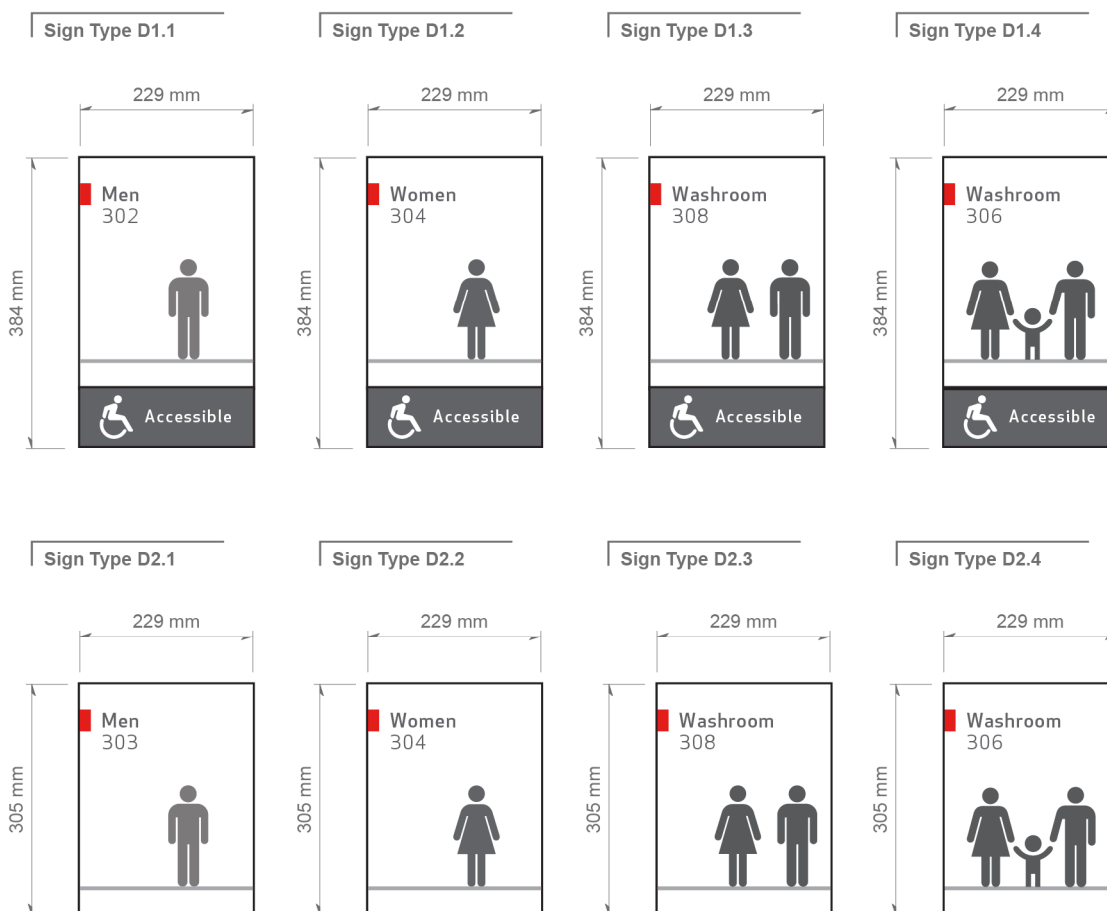 Sign Type D1.1
Sign Type D1.2
Sign Type D1.3
Sign Type D1.4
229 mm
229 mm
229 mm
229 mm
384 mm
Men
302
Accessible
384 mm
Women
304
Accessible
384 mm
Washroom
308
Accessible
384 mm
Washroom
306
Accessible
Sign Type D2.1
Sign Type D2.2
Sign Type D2.3
Sign Type D2.4
229 mm
229 mm
229 mm
229 mm
305 mm
Men
303
305 mm
Women
304
305 mm
Washroom
308
305 mm
Washroom
306